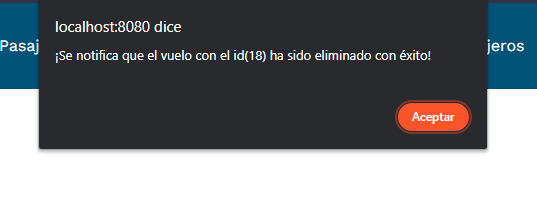 localhost:8080 dice
Pasaj
¡Se notifica que el vuelo con el id(18) ha sido eliminado con éxito!
jeros
Aceptar